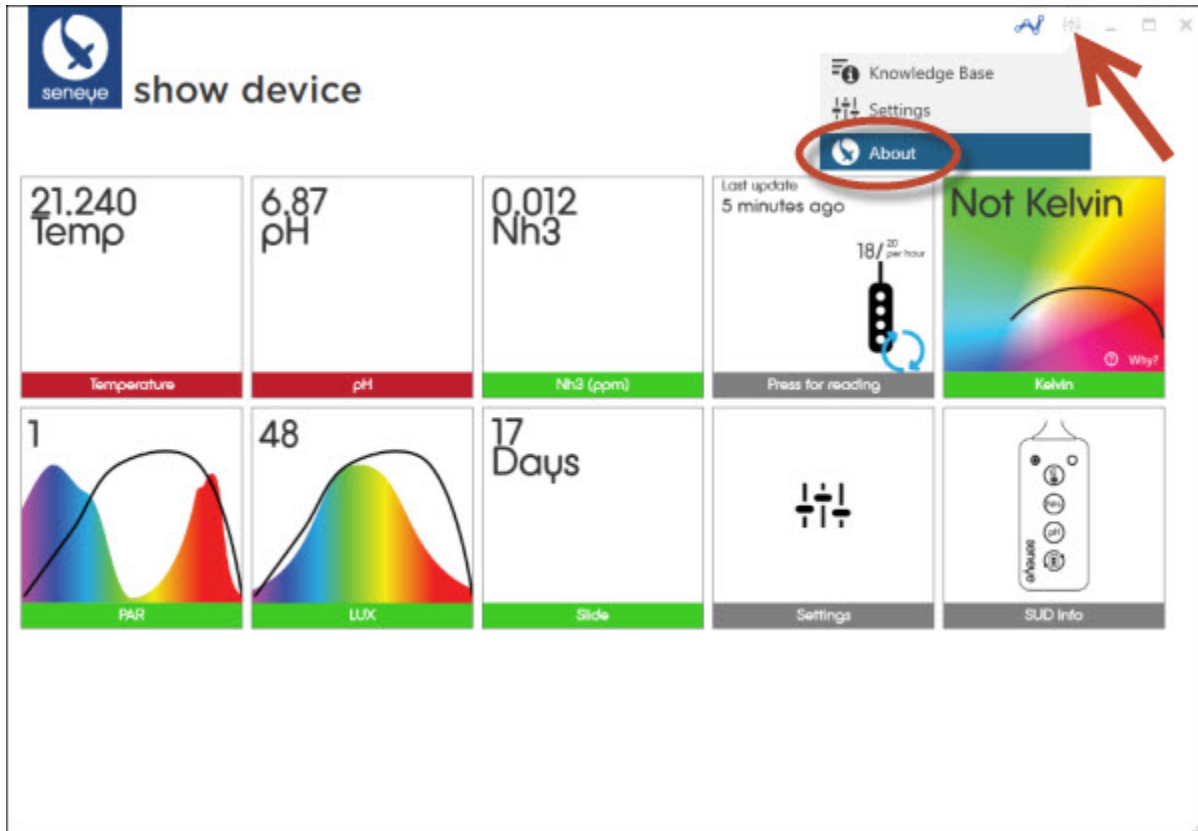 seneye
show device
Knowledge Base
Settings
About
21.240
Temp
Temperature
6.87
pH
pH
0.012
Nh3
Nh3 (ppm)
Last update
5 minutes ago
18/ 20
per hour
Press for reading
Not Kelvin
? Why?
Kelvin
1
PAR
48
LUX
17
Days
Slide
Settings
NH3
pH
seneye
SUD Info